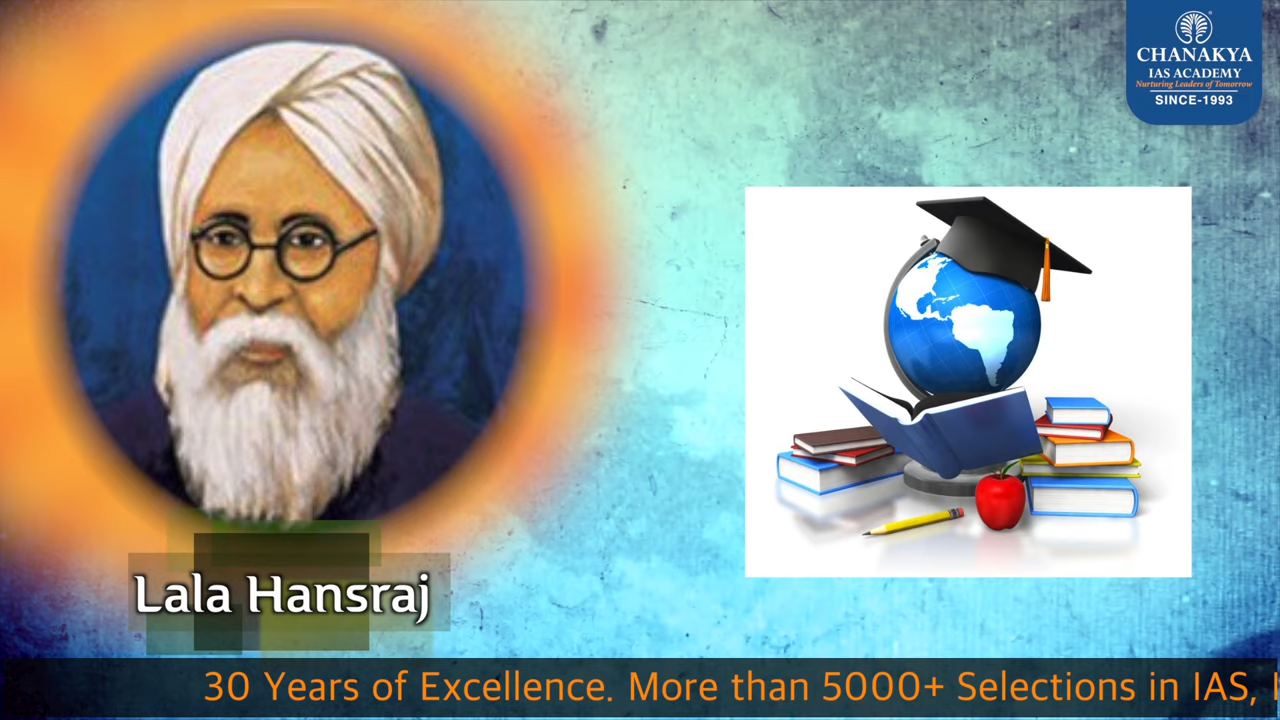 CHANAKYA
IAS ACADEMY
Nurturing Leaders of Tomorrow
SINCE-1993
Lala Hansraj
30 Years of Excellence. More than 5000+ Selections in IAS,